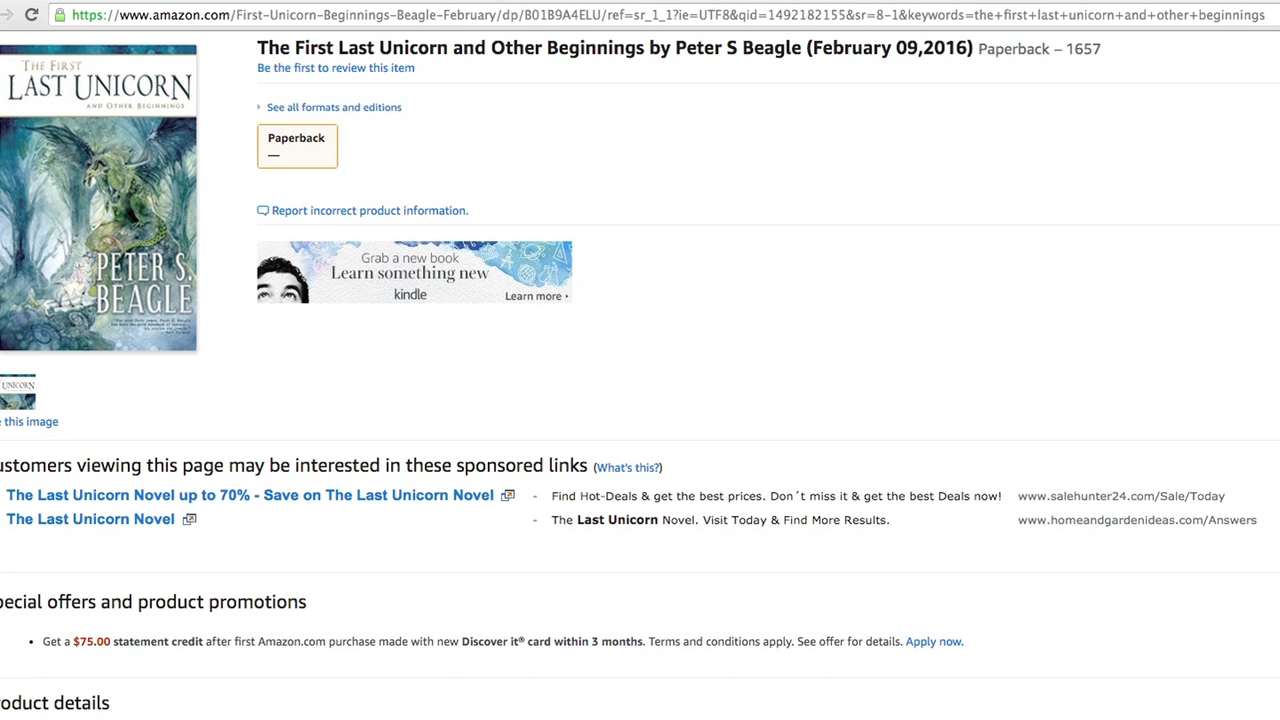 https://www.amazon.com/First-Unicorn-Beginnings-Beagle-February/dp/B01B9A4ELU/ref=sr_1_1?ie=UTF8&qid=1492182155&sr=8-1&keywords=the+first+last+unicorn+and+other+beginnings
THE FIRST
LAST UNICORN
AND OTHER BEGINNINGS
PETER S.
BEAGLE
The First Last Unicorn and Other Beginnings by Peter S Beagle (February 09,2016) Paperback – 1657
Be the first to review this item
See all formats and editions
Paperback
—
Report incorrect product information.
Grab a new book
Learn something new
kindle
Learn more ›
UNICORN
this image
ustomers viewing this page may be interested in these sponsored links (What's this?)
The Last Unicorn Novel up to 70% - Save on The Last Unicorn Novel - Find Hot-Deals & get the best prices. Don´t miss it & get the best Deals now! www.salehunter24.com/Sale/Today
The Last Unicorn Novel - The Last Unicorn Novel. Visit Today & Find More Results. www.homeandgardenideas.com/Answers
pecial offers and product promotions
• Get a $75.00 statement credit after first Amazon.com purchase made with new Discover it® card within 3 months. Terms and conditions apply. See offer for details. Apply now.
roduct details